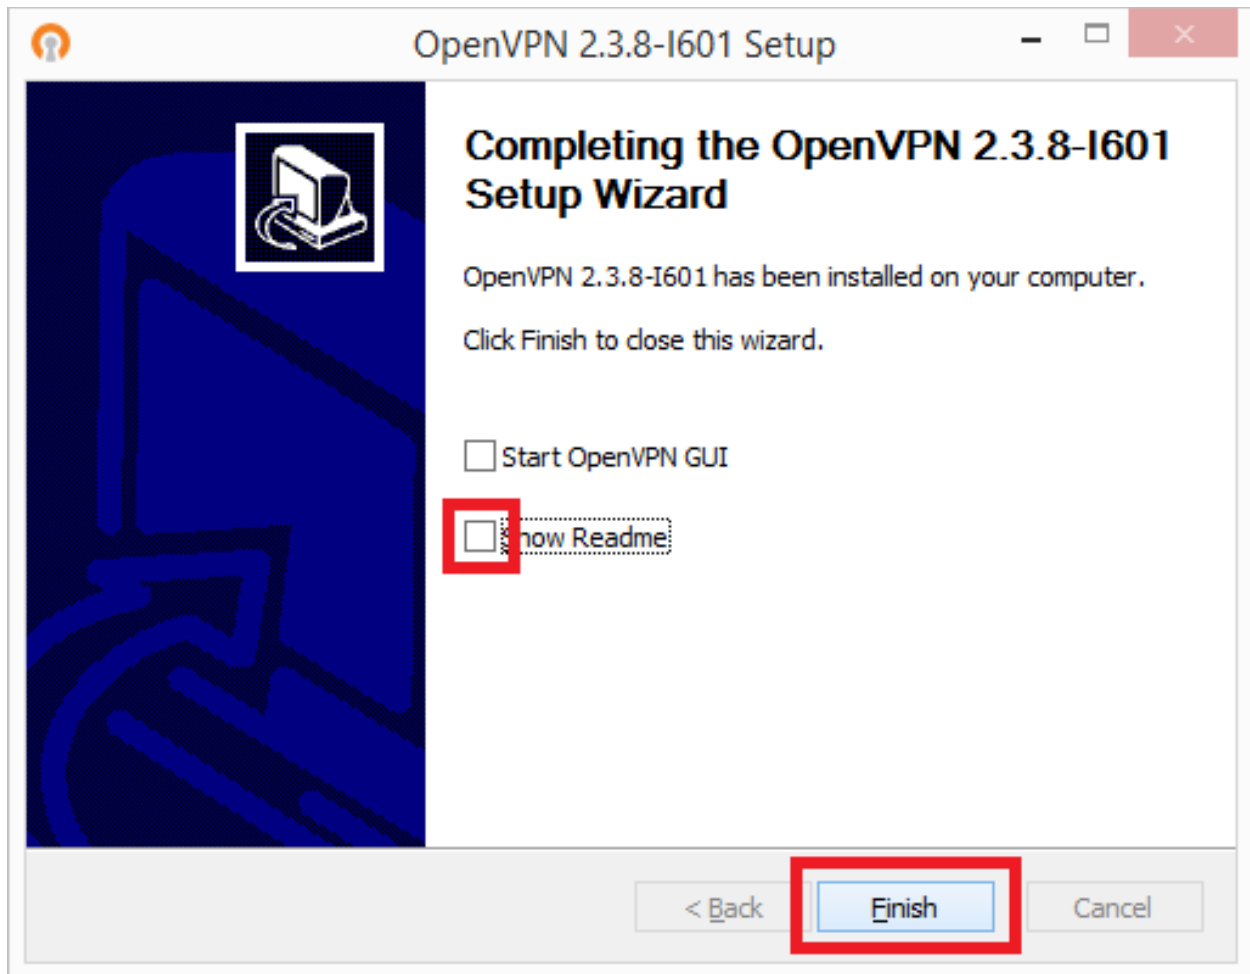 OpenVPN 2.3.8-I601 Setup
Completing the OpenVPN 2.3.8-I601
Setup Wizard
OpenVPN 2.3.8-I601 has been installed on your computer.
Click Finish to close this wizard.
Start OpenVPN GUI
Show Readme
< Back
Finish
Cancel